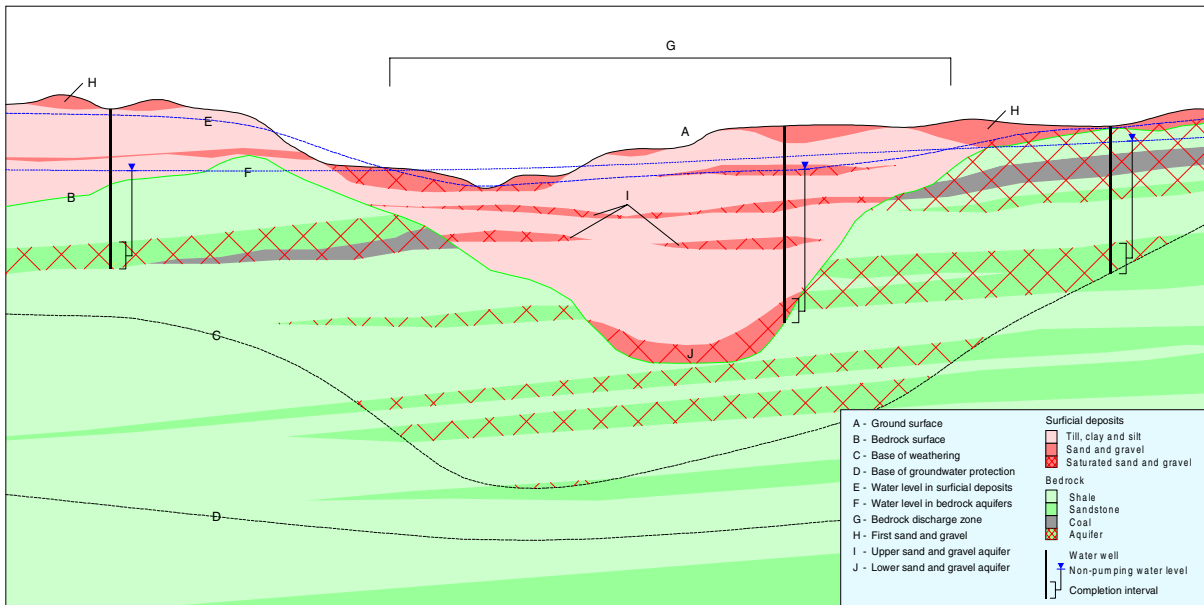 G
H
E
A
H
F
B
I
C
J
D
A - Ground surface
B - Bedrock surface
C - Base of weathering
D - Base of groundwater protection
E - Water level in surficial deposits
F - Water level in bedrock aquifers
G - Bedrock discharge zone
H - First sand and gravel
I - Upper sand and gravel aquifer
J - Lower sand and gravel aquifer
Surficial deposits
Till, clay and silt
Sand and gravel
Saturated sand and gravel
Bedrock
Shale
Sandstone
Coal
Aquifer
Water well
Non-pumping water level
Completion interval